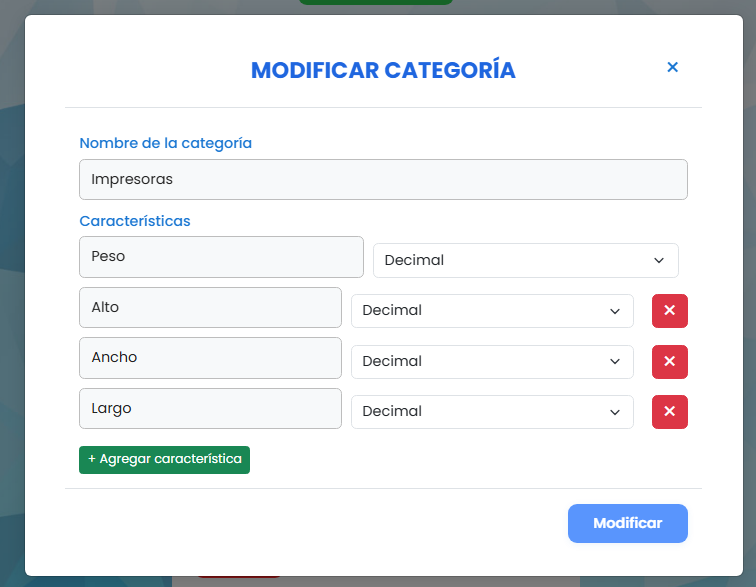 MODIFICAR CATEGORÍA
Nombre de la categoría
Impresoras
Características
Peso Decimal
Alto Decimal
Ancho Decimal
Largo Decimal
+ Agregar característica
Modificar